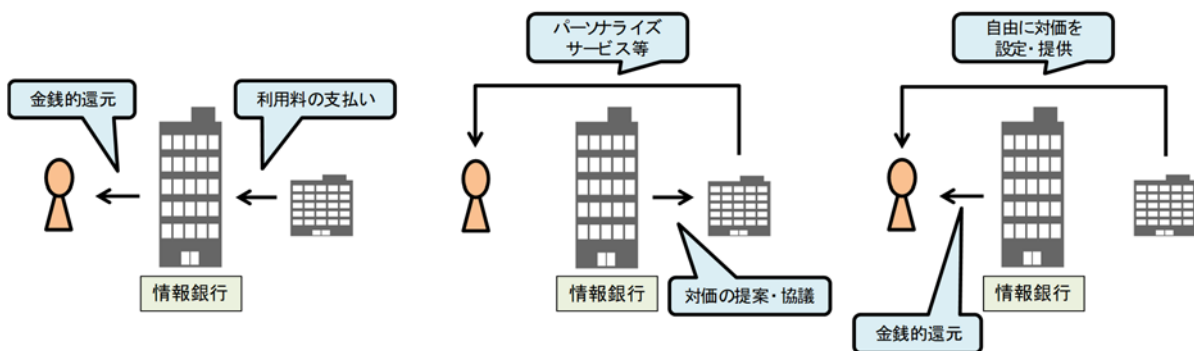 金銭的還元
利用料の支払い
情報銀行
パーソナライズ
サービス等
情報銀行
対価の提案・協議
自由に対価を
設定・提供
情報銀行
金銭的還元